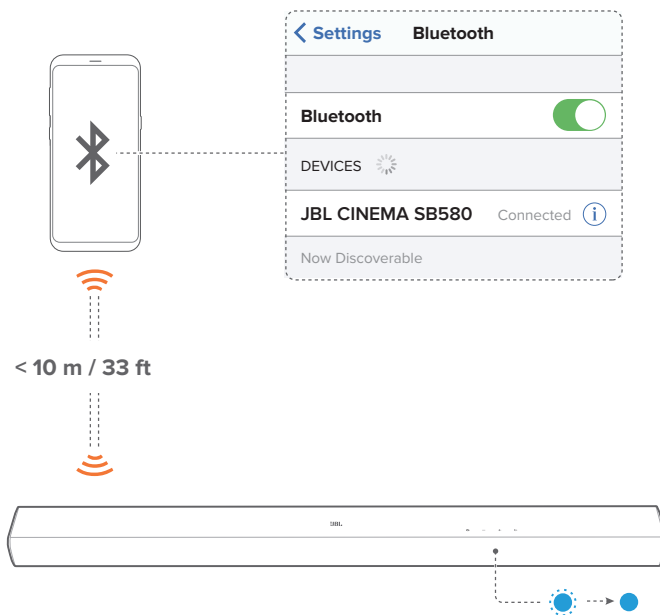 Settings Bluetooth
Bluetooth
DEVICES
JBL CINEMA SB580 Connected i
Now Discoverable
< 10 m / 33 ft
JBL